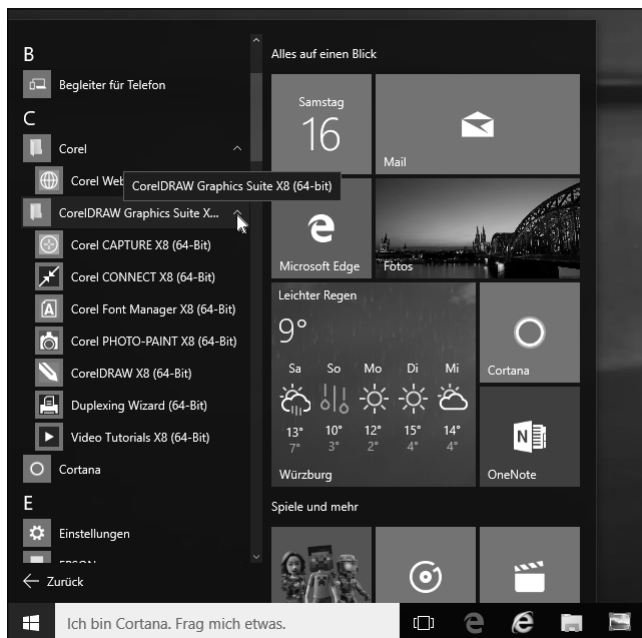 B
Begleiter für Telefon
C
Corel
Corel Web
CorelDRAW Graphics Suite X8 (64-bit)
CorelDRAW Graphics Suite X...
Corel CAPTURE X8 (64-Bit)
Corel CONNECT X8 (64-Bit)
Corel Font Manager X8 (64-Bit)
Corel PHOTO-PAINT X8 (64-Bit)
CorelDRAW X8 (64-Bit)
Duplexing Wizard (64-Bit)
Video Tutorials X8 (64-Bit)
Cortana
E
Einstellungen
EPSON
Zurück
Alles auf einen Blick
Samstag
16
Mail
Microsoft Edge
Fotos
Leichter Regen
9°
Sa So Mo Di Mi
13° 10° 12° 15° 14°
7° 3° 2° 4° 4°
Würzburg
Cortana
OneNote
Spiele und mehr
Ich bin Cortana. Frag mich etwas.